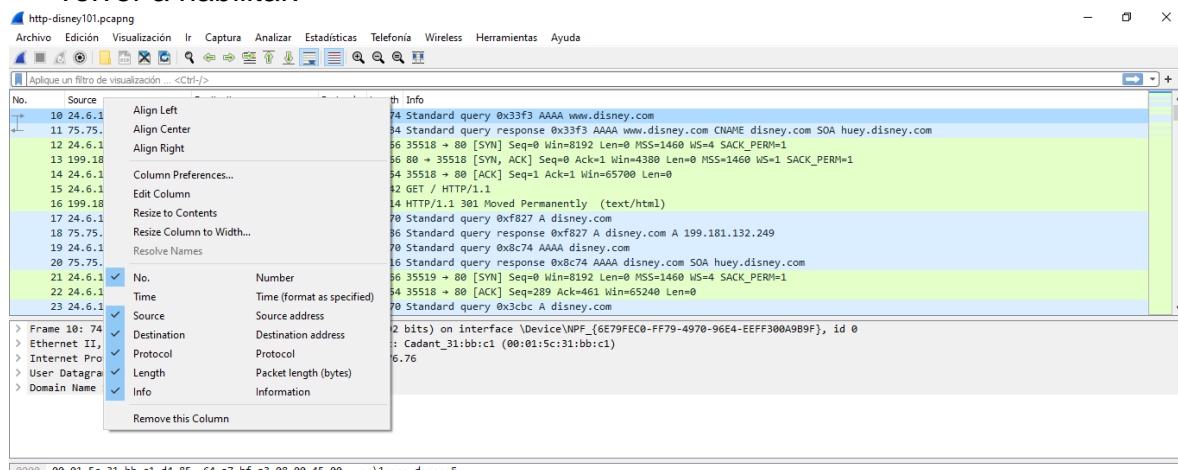 volver a habilitar.
http-disney101.pcapng
Archivo Edición Visualización Ir Captura Analizar Estadísticas Telefonía Wireless Herramientas Ayuda
Aplique un filtro de visualización ... <Ctrl-/>
No. Source th Info
10 24.6.1 74 Standard query 0x33f3 AAAA www.disney.com
11 75.75. 34 Standard query response 0x33f3 AAAA www.disney.com CNAME disney.com SOA huey.disney.com
12 24.6.1 66 35518 → 80 [SYN] Seq=0 Win=8192 Len=0 MSS=1460 WS=4 SACK_PERM=1
13 199.18 66 80 → 35518 [SYN, ACK] Seq=0 Ack=1 Win=4380 Len=0 MSS=1460 WS=1 SACK_PERM=1
14 24.6.1 54 35518 → 80 [ACK] Seq=1 Ack=1 Win=65700 Len=0
15 24.6.1 42 GET / HTTP/1.1
16 199.18 14 HTTP/1.1 301 Moved Permanently (text/html)
17 24.6.1 70 Standard query 0xf827 A disney.com
18 75.75. 86 Standard query response 0xf827 A disney.com A 199.181.132.249
19 24.6.1 70 Standard query 0x8c74 AAAA disney.com
20 75.75. 16 Standard query response 0x8c74 AAAA disney.com SOA huey.disney.com
21 24.6.1 66 35519 → 80 [SYN] Seq=0 Win=8192 Len=0 MSS=1460 WS=4 SACK_PERM=1
22 24.6.1 54 35518 → 80 [ACK] Seq=289 Ack=461 Win=65240 Len=0
23 24.6.1 70 Standard query 0x3cbc A disney.com
Align Left
Align Center
Align Right
Column Preferences...
Edit Column
Resize to Contents
Resize Column to Width...
Resolve Names
No. Number
Time Time (format as specified)
Source Source address
Destination Destination address
Protocol Protocol
Length Packet length (bytes)
Info Information
Remove this Column
Frame 10: 74 2 bits) on interface \Device\NPF_{6E79FEC0-FF79-4970-96E4-EEFF300A9B9F}, id 0
Ethernet II, : Cadant_31:bb:c1 (00:01:5c:31:bb:c1)
Internet Pro 6.76
User Datagra
Domain Name